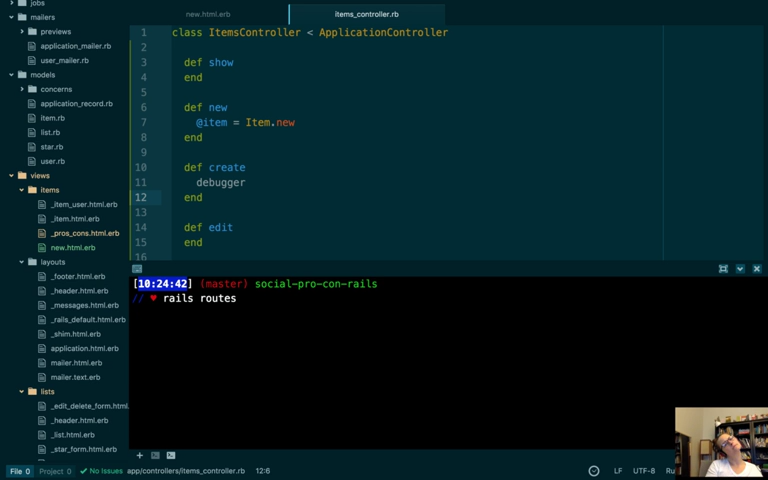 jobs
mailers
previews
application_mailer.rb
user_mailer.rb
models
concerns
application_record.rb
item.rb
list.rb
star.rb
user.rb
views
items
_item_user.html.erb
_item.html.erb
_pros_cons.html.erb
new.html.erb
layouts
_footer.html.erb
_header.html.erb
_messages.html.erb
_rails_default.html.erb
_shim.html.erb
application.html.erb
mailer.html.erb
mailer.text.erb
lists
_edit_delete_form.html.
_header.html.erb
_list.html.erb
_star_form.html.erb
new.html.erb
items_controller.rb
1 class ItemsController < ApplicationController
2
3 def show
4 end
5
6 def new
7 @item = Item.new
8 end
9
10 def create
11 debugger
12 end
13
14 def edit
15 end
16
[10:24:42] (master) social-pro-con-rails
// ♥ rails routes
File 0 Project 0 ✓ No Issues app/controllers/items_controller.rb 12:6 LF UTF-8 Ru